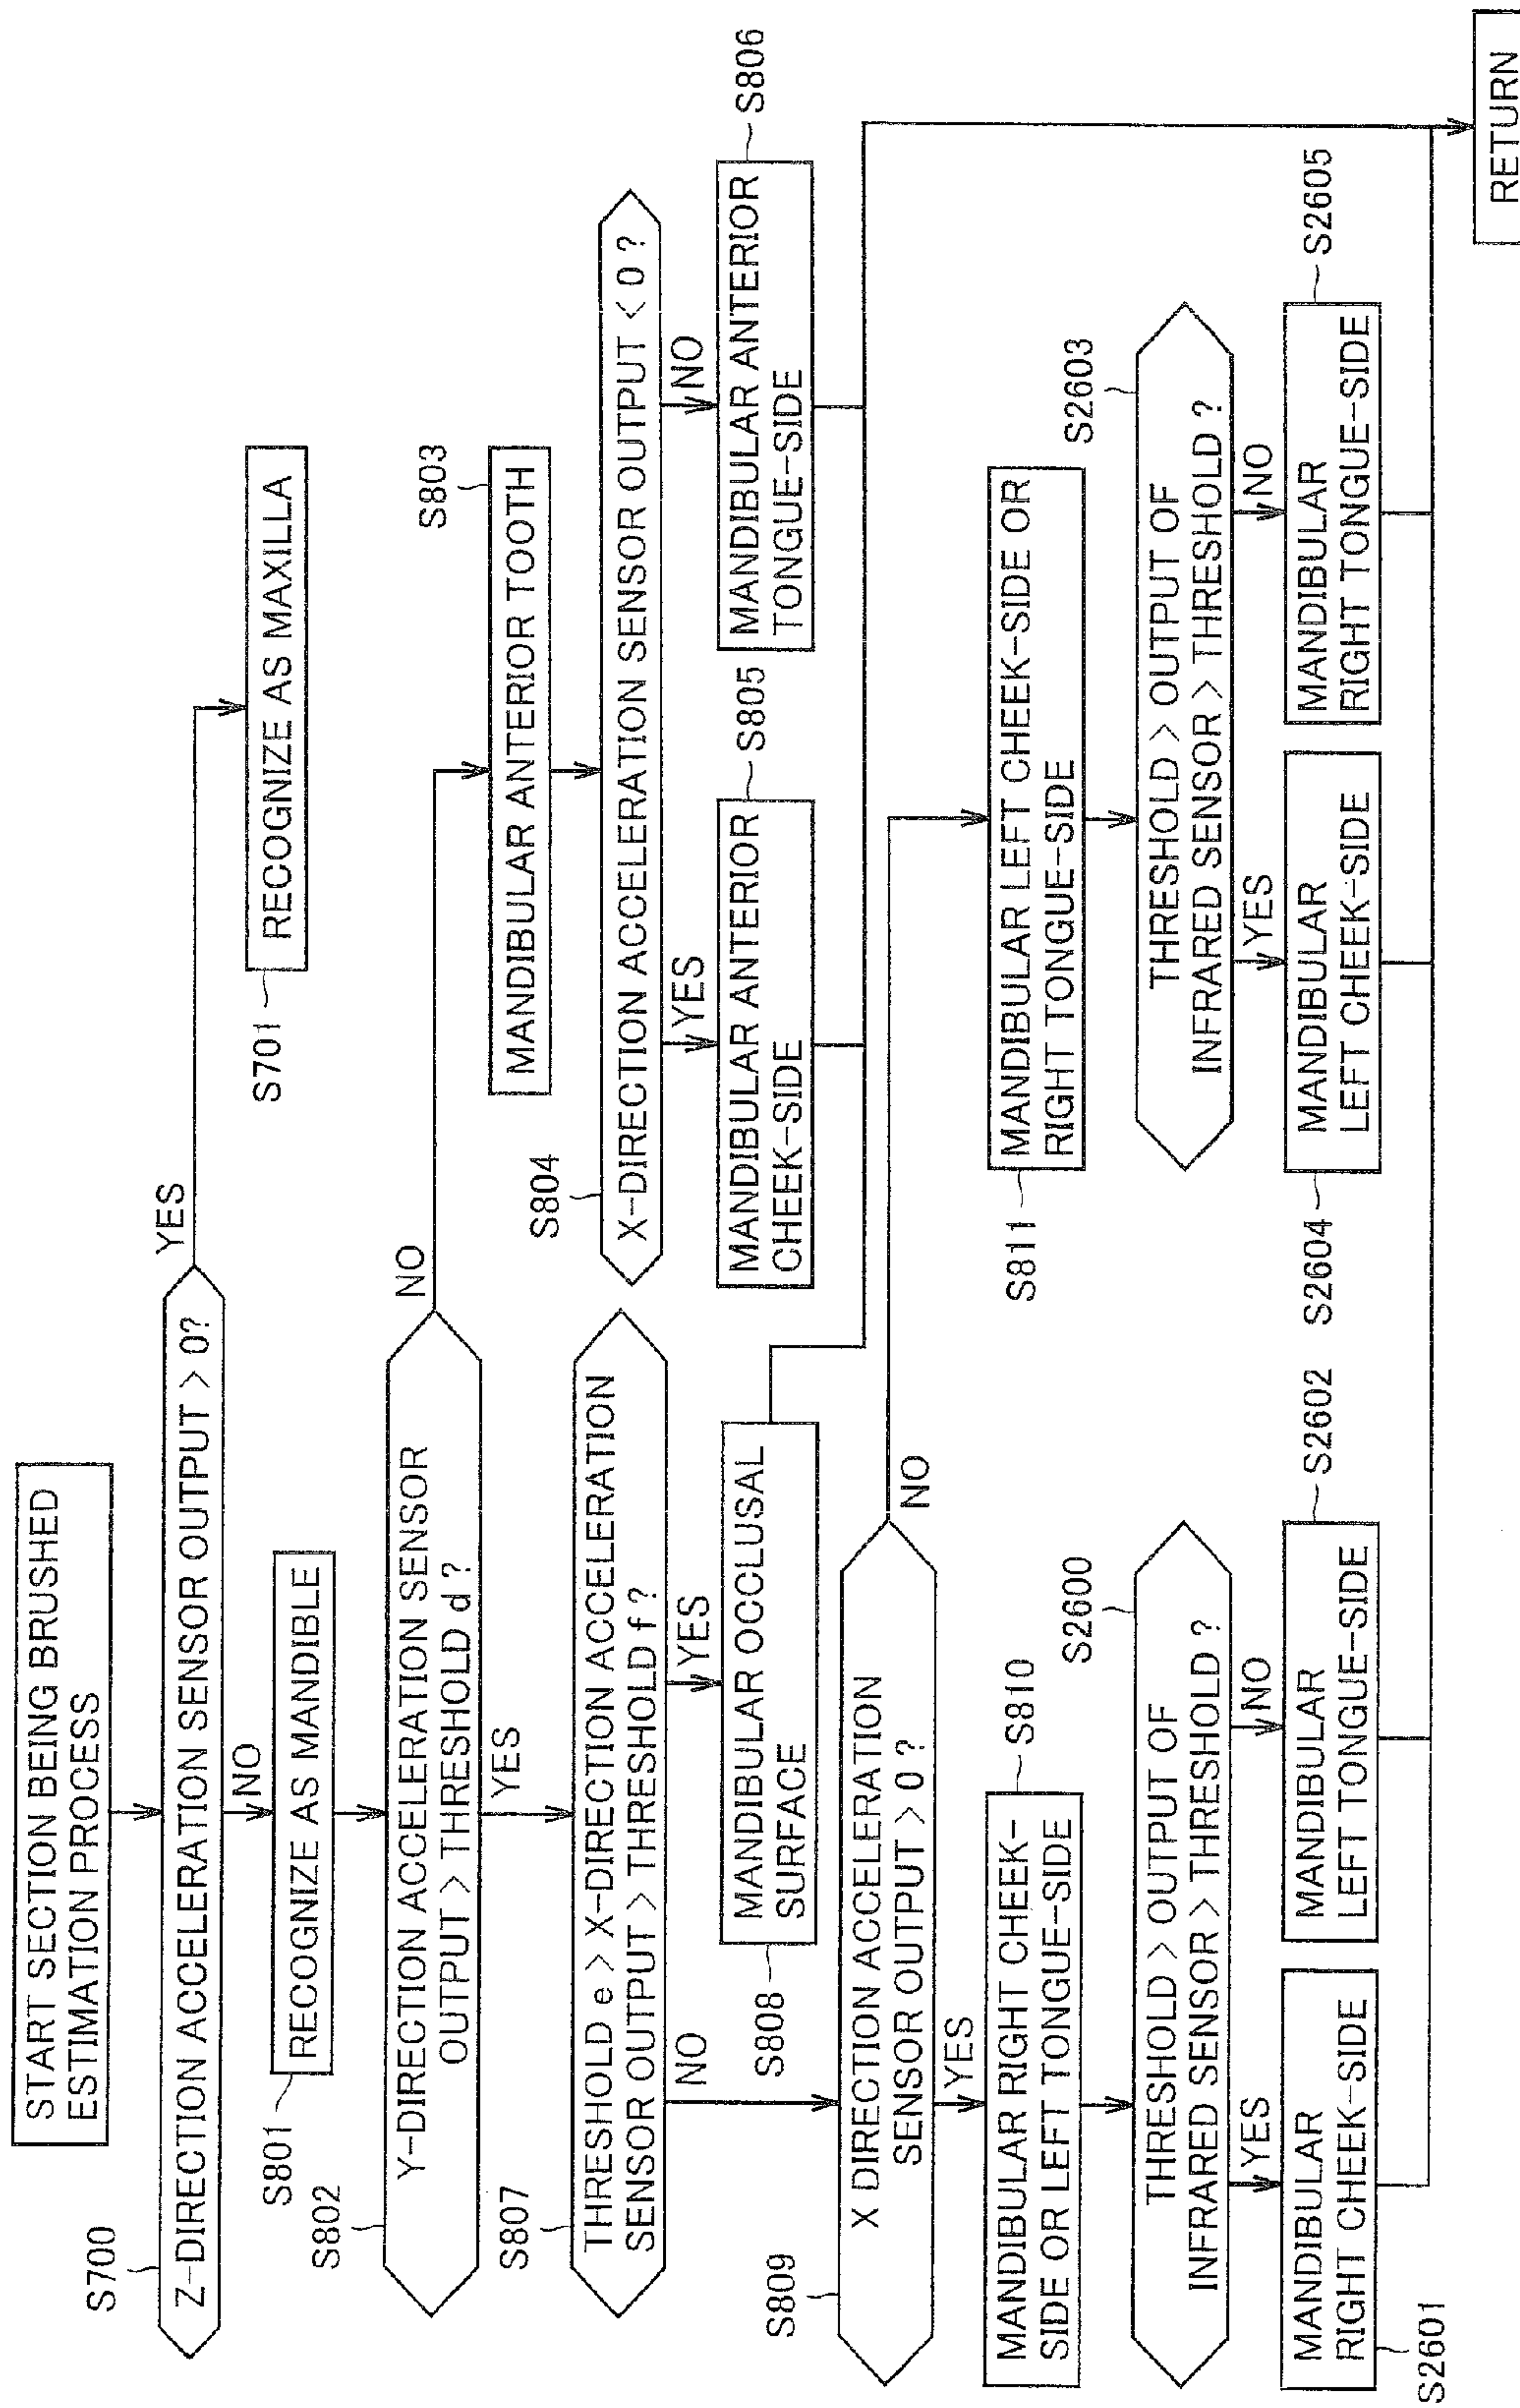 START SECTION BEING BRUSHED
ESTIMATION PROCESS
S700
Z-DIRECTION ACCELERATION SENSOR OUTPUT > 0?
YES
NO
S701
RECOGNIZE AS MAXILLA
S801
RECOGNIZE AS MANDIBLE
S802
Y-DIRECTION ACCELERATION SENSOR
OUTPUT > THRESHOLD d ?
NO
YES
S803
MANDIBULAR ANTERIOR TOOTH
S804
X-DIRECTION ACCELERATION SENSOR OUTPUT < 0 ?
YES
NO
MANDIBULAR ANTERIOR
CHEEK-SIDE
S805
MANDIBULAR ANTERIOR
TONGUE-SIDE
S806
S807
THRESHOLD e > X-DIRECTION ACCELERATION
SENSOR OUTPUT > THRESHOLD f ?
NO
YES
S808
MANDIBULAR OCCLUSAL
SURFACE
S809
X DIRECTION ACCELERATION
SENSOR OUTPUT > 0 ?
YES
NO
MANDIBULAR RIGHT CHEEK-
SIDE OR LEFT TONGUE-SIDE
S810
S811
MANDIBULAR LEFT CHEEK-SIDE OR
RIGHT TONGUE-SIDE
S2600
THRESHOLD > OUTPUT OF
INFRARED SENSOR > THRESHOLD ?
YES
NO
S2603
THRESHOLD > OUTPUT OF
INFRARED SENSOR > THRESHOLD ?
YES
NO
MANDIBULAR
RIGHT CHEEK-SIDE
S2601
MANDIBULAR
LEFT TONGUE-SIDE
S2602
S2604
MANDIBULAR
LEFT CHEEK-SIDE
MANDIBULAR
RIGHT TONGUE-SIDE
S2605
RETURN